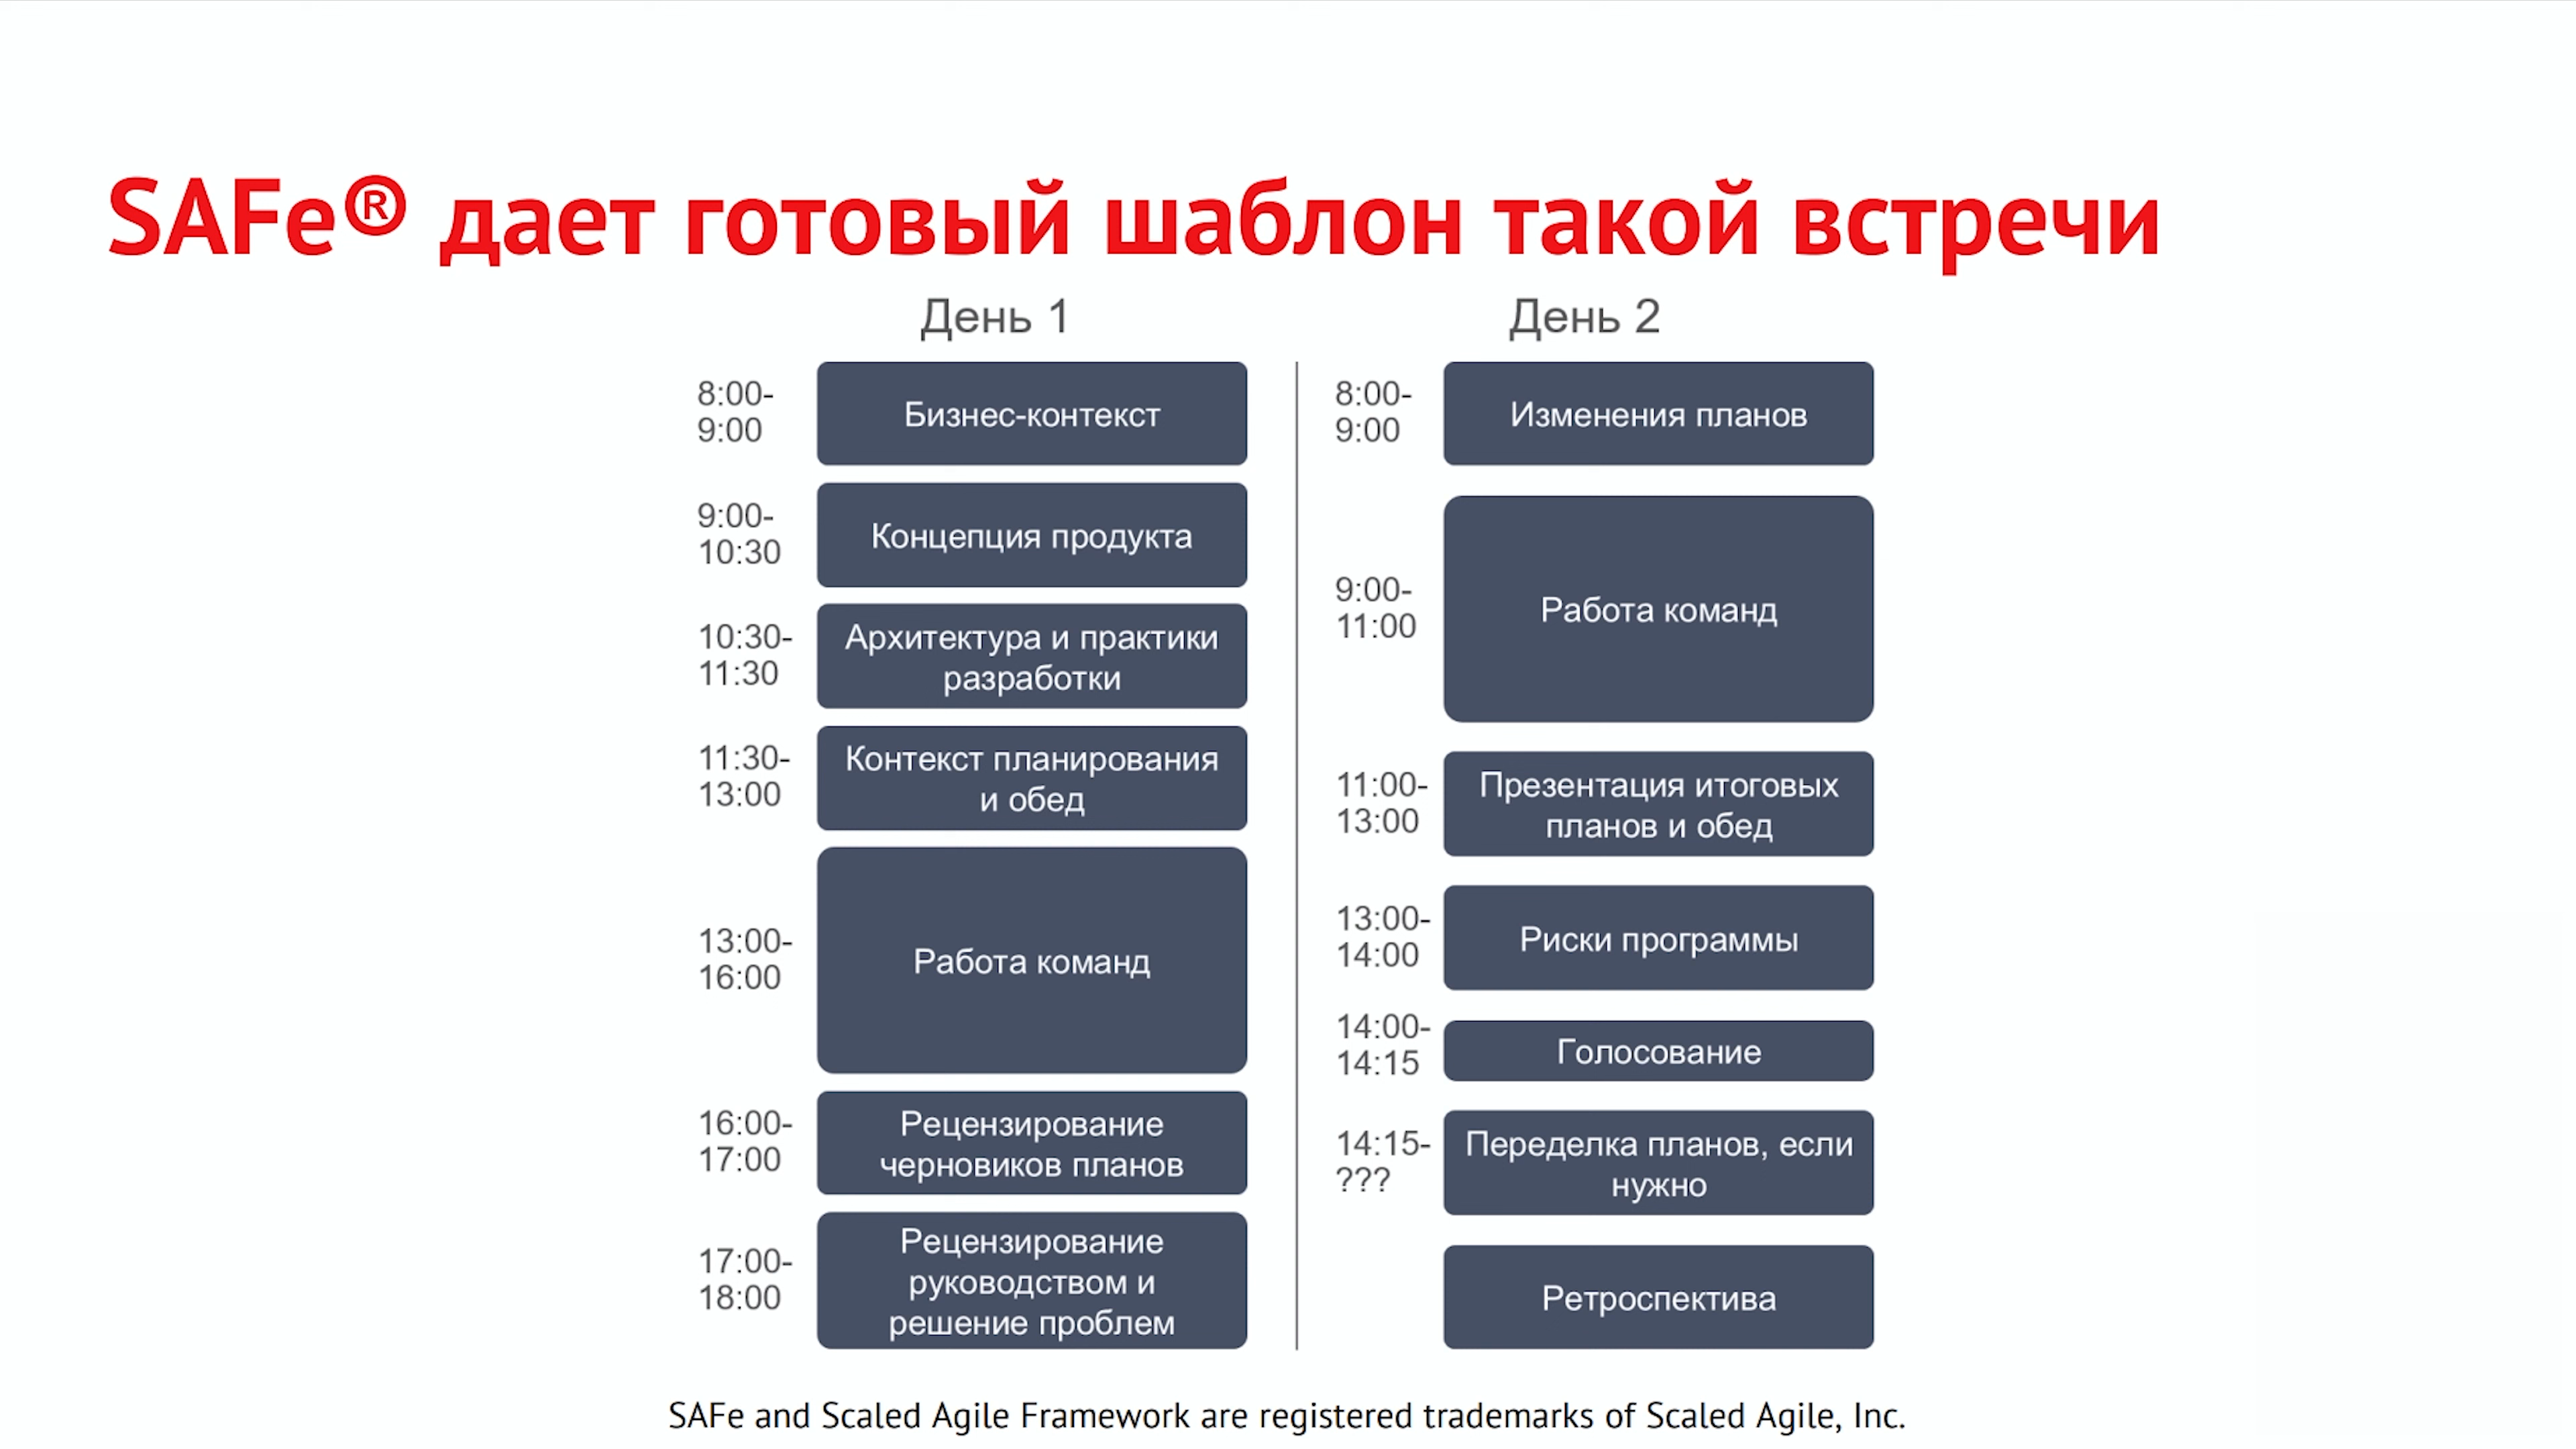 SAFe® дает готовый шаблон такой встречи
День 1
8:00-
9:00
Бизнес-контекст
9:00-
10:30
Концепция продукта
10:30-
11:30
Архитектура и практики
разработки
11:30-
13:00
Контекст планирования
и обед
13:00-
16:00
Работа команд
16:00-
17:00
Рецензирование
черновиков планов
17:00-
18:00
Рецензирование
руководством и
решение проблем
День 2
8:00-
9:00
Изменения планов
9:00-
11:00
Работа команд
11:00-
13:00
Презентация итоговых
планов и обед
13:00-
14:00
Риски программы
14:00-
14:15
Голосование
14:15-
???
Переделка планов, если
нужно
Ретроспектива
SAFe and Scaled Agile Framework are registered trademarks of Scaled Agile, Inc.